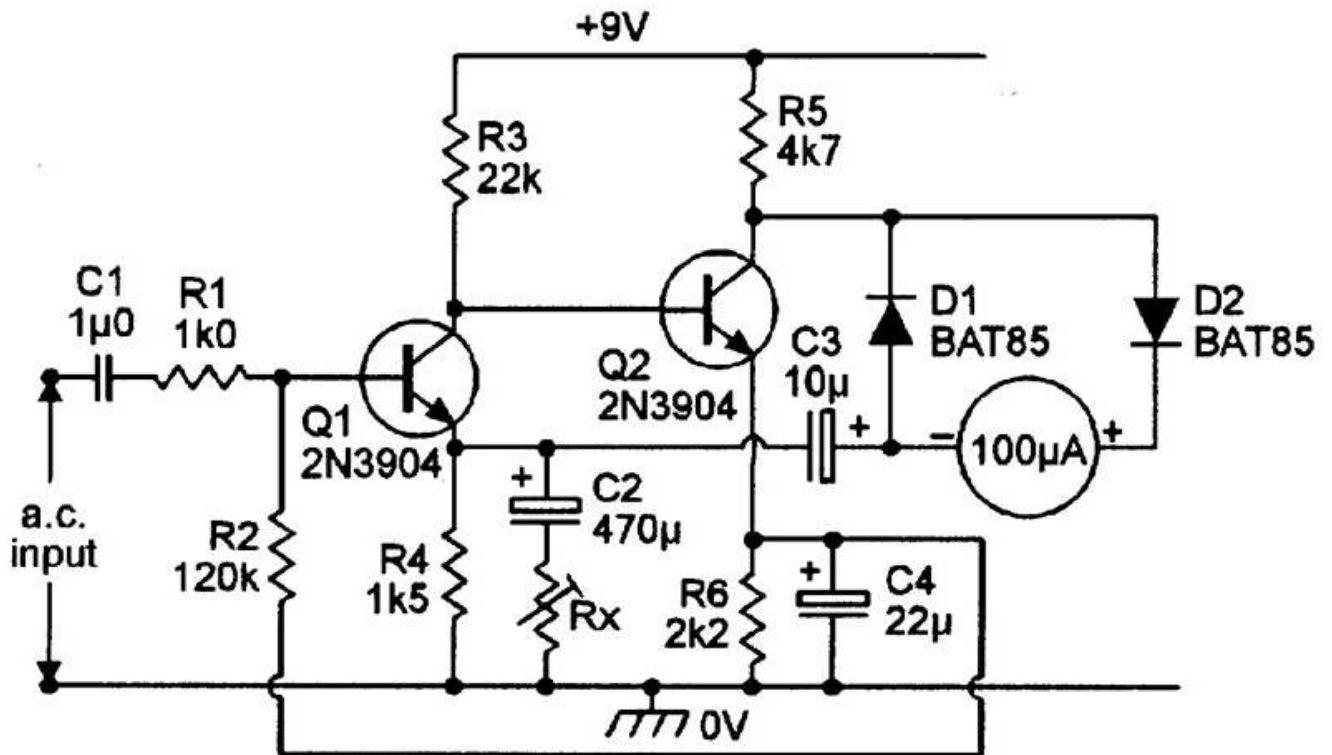 +9V
R3
22k
R5
4k7
C1
1µ0
R1
1k0
Q1
2N3904
Q2
2N3904
C3
10µ
+
D1
BAT85
D2
BAT85
−
100µA
+
a.c.
input
R2
120k
R4
1k5
+
C2
470µ
Rx
R6
2k2
+
C4
22µ
0V